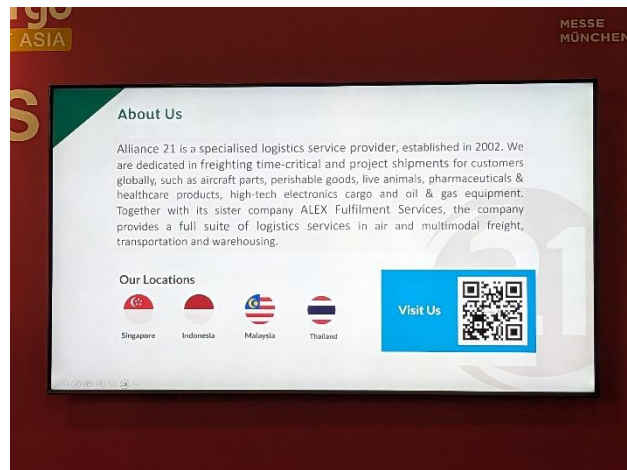 rgo
ASIA
MESSE
MÜNCHEN
S
About Us
Alliance 21 is a specialised logistics service provider, established in 2002. We
are dedicated in freighting time-critical and project shipments for customers
globally, such as aircraft parts, perishable goods, live animals, pharmaceuticals &
healthcare products, high-tech electronics cargo and oil & gas equipment.
Together with its sister company ALEX Fulfilment Services, the company
provides a full suite of logistics services in air and multimodal freight,
transportation and warehousing.
Our Locations
Visit Us
Singapore Indonesia Malaysia Thailand
21